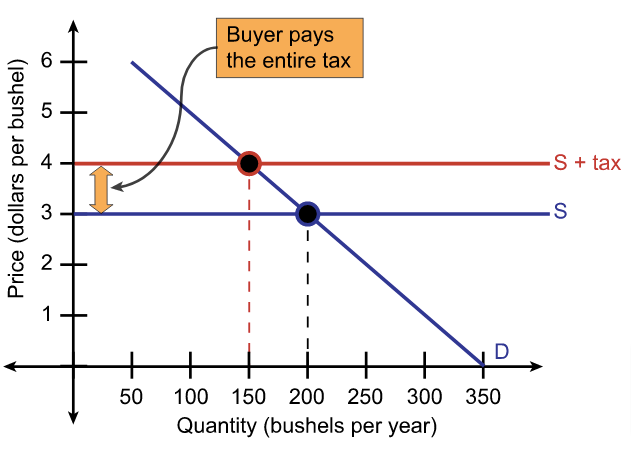 Buyer pays
the entire tax
Price (dollars per bushel)
6
5
4
3
2
1
S + tax
S
D
50 100 150 200 250 300 350
Quantity (bushels per year)